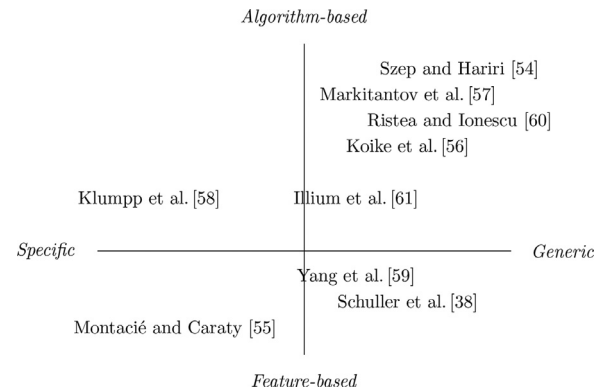 Algorithm-based
Szep and Hariri [54]
Markitantov et al. [57]
Ristea and Ionescu [60]
Koike et al. [56]
Klumpp et al. [58]
Illium et al. [61]
Specific
Generic
Yang et al. [59]
Schuller et al. [38]
Montacié and Caraty [55]
Feature-based